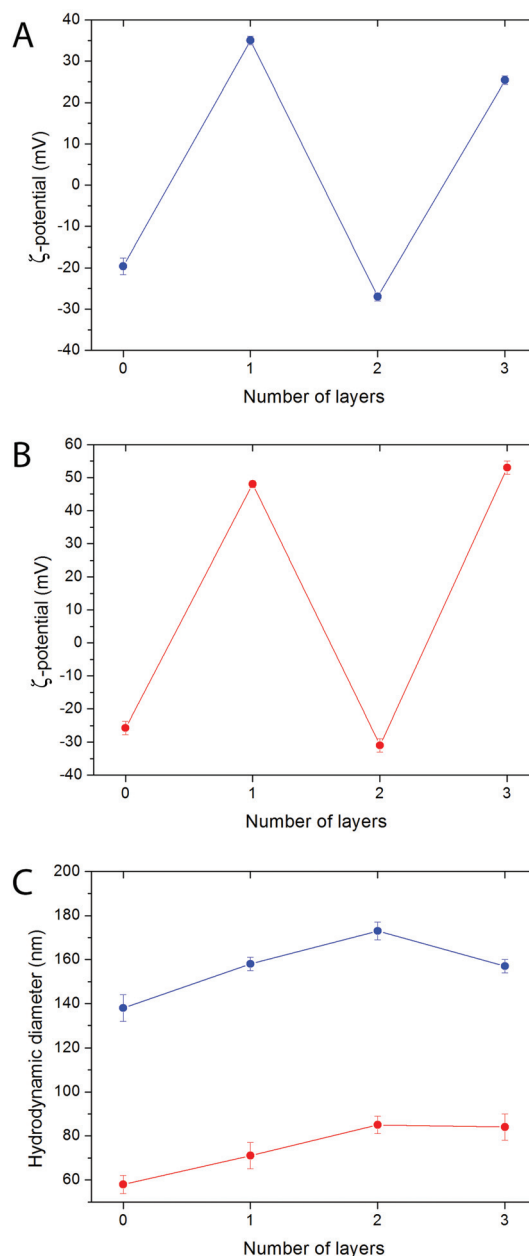 A
40
30
20
10
0
-10
-20
-30
-40
ζ-potential (mV)
0 1 2 3
Number of layers
B
60
50
40
30
20
10
0
-10
-20
-30
-40
ζ-potential (mV)
0 1 2 3
Number of layers
C
200
180
160
140
120
100
80
60
Hydrodynamic diameter (nm)
0 1 2 3
Number of layers